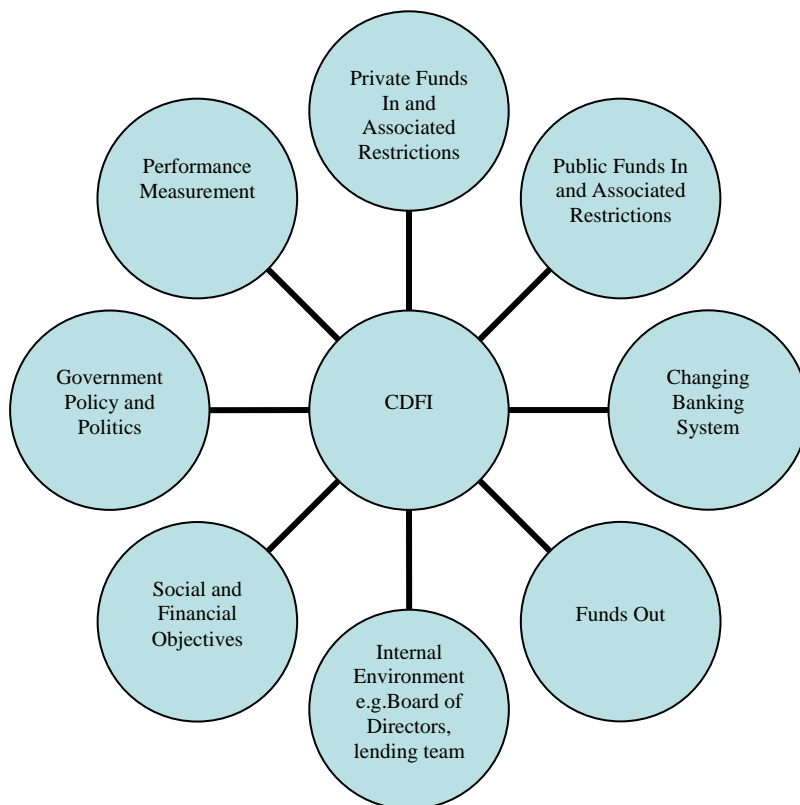 Private Funds
In and
Associated
Restrictions
Performance
Measurement
Public Funds In
and Associated
Restrictions
Government
Policy and
Politics
CDFI
Changing
Banking
System
Social and
Financial
Objectives
Funds Out
Internal
Environment
e.g.Board of
Directors,
lending team